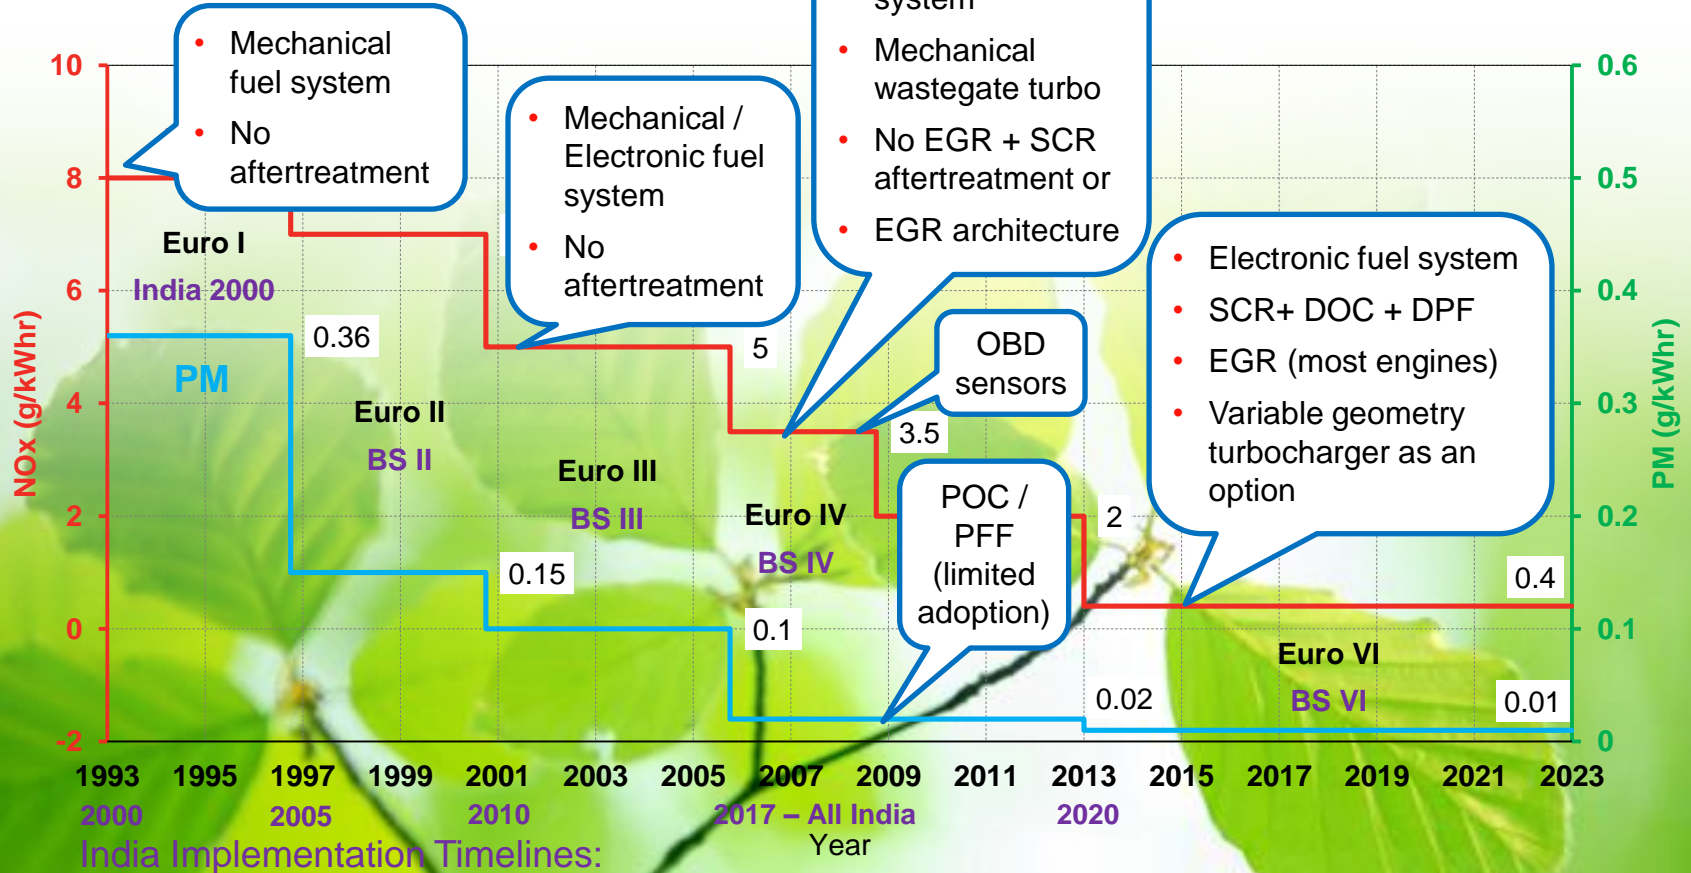 system
• Mechanical
fuel system
• No
aftertreatment
• Mechanical /
Electronic fuel
system
• No
aftertreatment
• Mechanical
wastegate turbo
• No EGR + SCR
aftertreatment or
• EGR architecture
• Electronic fuel system
• SCR+ DOC + DPF
• EGR (most engines)
• Variable geometry
turbocharger as an
option
OBD
sensors
POC /
PFF
(limited
adoption)
10
8
6
4
2
0
-2
NOx (g/kWhr)
0.6
0.5
0.4
0.3
0.2
0.1
0
PM (g/kWhr)
Euro I
India 2000
PM
0.36
Euro II
BS II
0.15
Euro III
BS III
5
0.1
Euro IV
BS IV
3.5
2
0.02
0.4
Euro VI
BS VI
0.01
1993 1995 1997 1999 2001 2003 2005 2007 2009 2011 2013 2015 2017 2019 2021 2023
2000 2005 2010 2017 – All India 2020
Year
India Implementation Timelines: